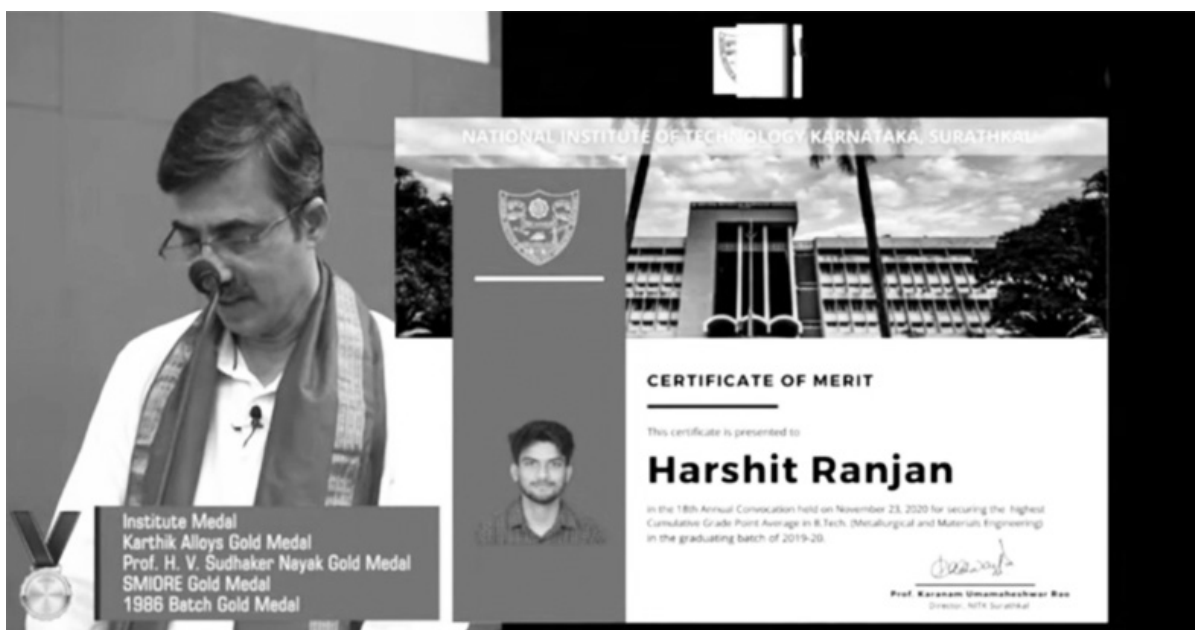 NATIONAL INSTITUTE OF TECHNOLOGY KARNATAKA, SURATHKAL
CERTIFICATE OF MERIT
This certificate is presented to
Harshit Ranjan
in the 18th Annual Convocation held on November 23, 2020 for securing the highest
Cumulative Grade Point Average in B.Tech. (Metallurgical and Materials Engineering)
in the graduating batch of 2019-20.
Prof. Karanam Umamaheshwar Rao
Director, NITK Surathkal
Institute Medal
Karthik Alloys Gold Medal
Prof. H. V. Sudhaker Nayak Gold Medal
SMIORE Gold Medal
1986 Batch Gold Medal